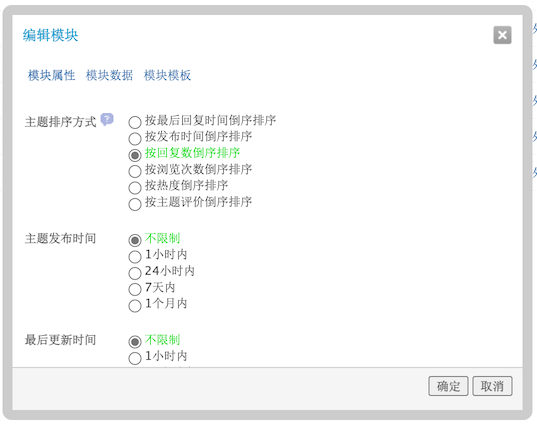 编辑模块
模块属性 模块数据 模块模板
主题排序方式 ?
按最后回复时间倒序排序
按发布时间倒序排序
按回复数倒序排序
按浏览次数倒序排序
按热度倒序排序
按主题评价倒序排序
主题发布时间
不限制
1小时内
24小时内
7天内
1个月内
最后更新时间
不限制
1小时内
确定 取消